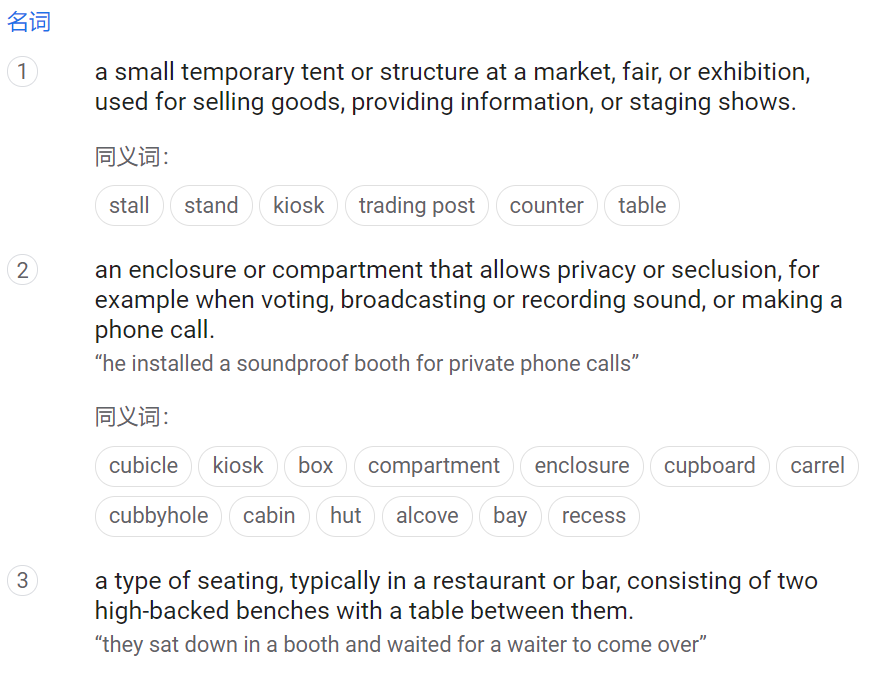 名词
1
a small temporary tent or structure at a market, fair, or exhibition,
used for selling goods, providing information, or staging shows.
同义词:
stall stand kiosk trading post counter table
2
an enclosure or compartment that allows privacy or seclusion, for
example when voting, broadcasting or recording sound, or making a
phone call.
“he installed a soundproof booth for private phone calls”
同义词:
cubicle kiosk box compartment enclosure cupboard carrel
cubbyhole cabin hut alcove bay recess
3
a type of seating, typically in a restaurant or bar, consisting of two
high-backed benches with a table between them.
“they sat down in a booth and waited for a waiter to come over”